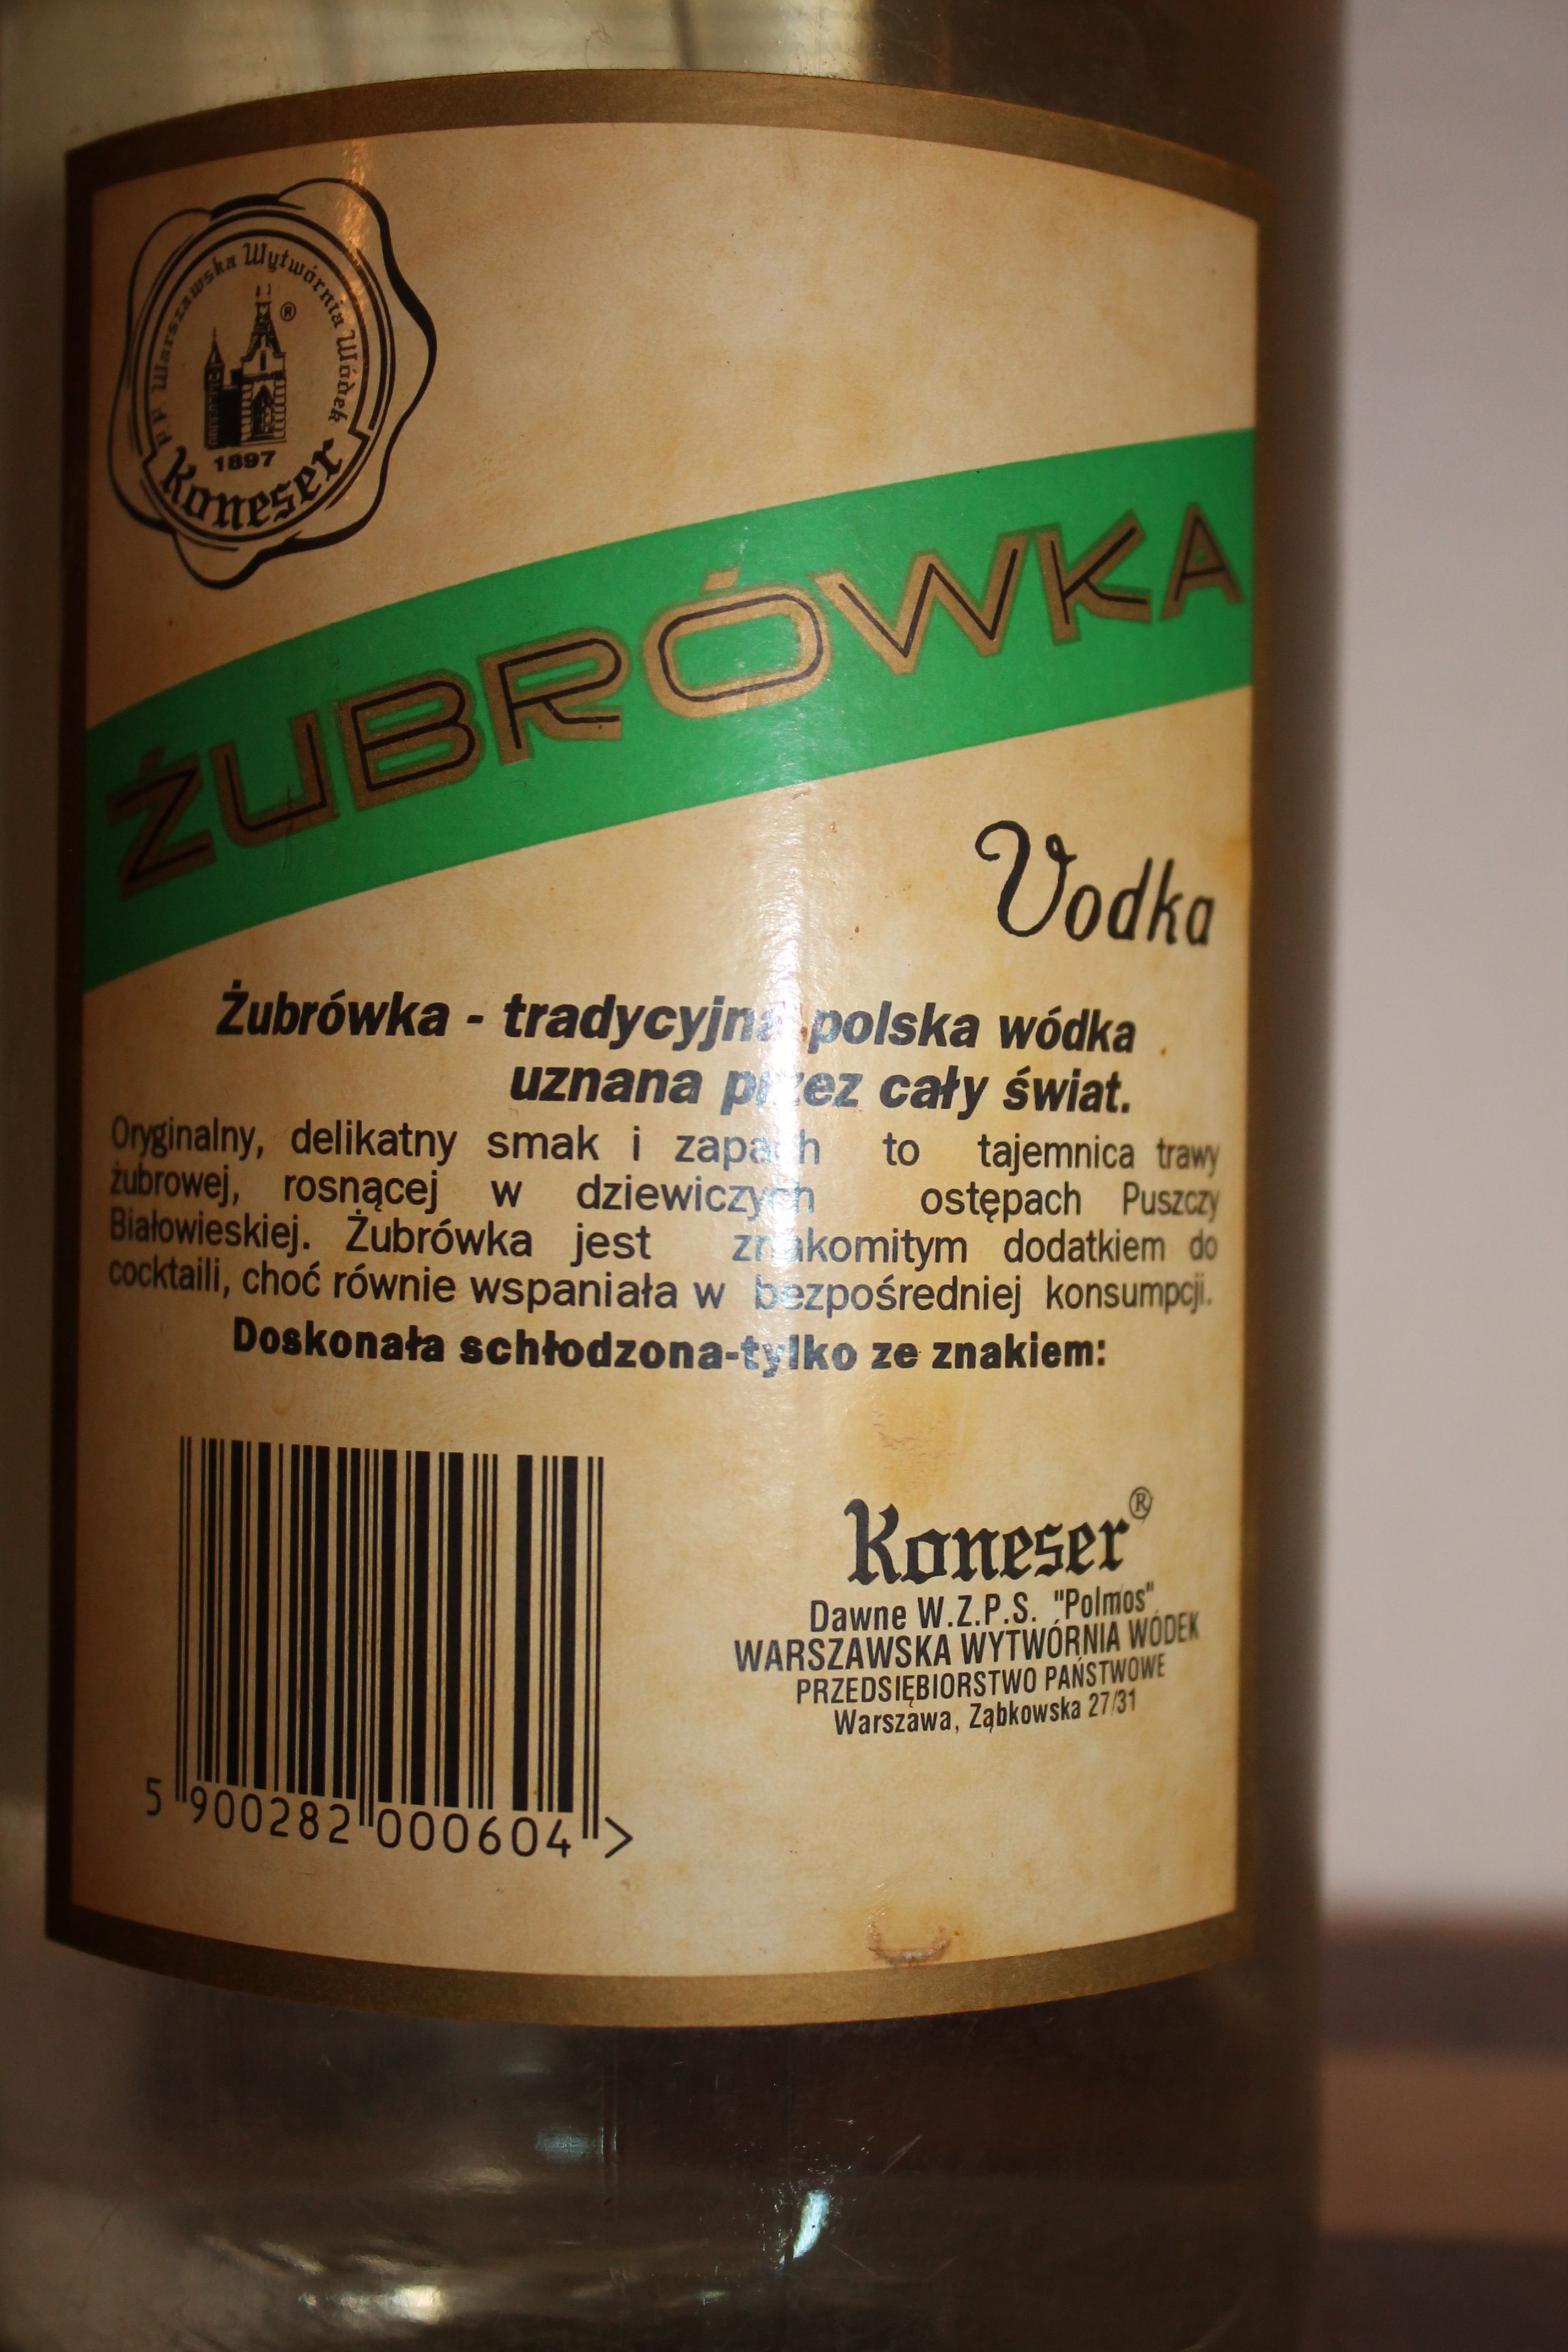 P.P. Warszawska Wytwórnia Wódek
®
1897
Koneser
ŻUBRÓWKA
Vodka
Żubrówka - tradycyjna polska wódka
uznana przez cały świat.
Oryginalny, delikatny smak i zapach to tajemnica trawy
żubrowej, rosnącej w dziewiczych ostępach Puszczy
Białowieskiej. Żubrówka jest znakomitym dodatkiem do
cocktaili, choć równie wspaniała w bezpośredniej konsumpcji.
Doskonała schłodzona-tylko ze znakiem:
Koneser®
Dawne W.Z.P.S. "Polmos"
WARSZAWSKA WYTWÓRNIA WÓDEK
PRZEDSIĘBIORSTWO PAŃSTWOWE
Warszawa, Ząbkowska 27/31
5 900282 000604 >